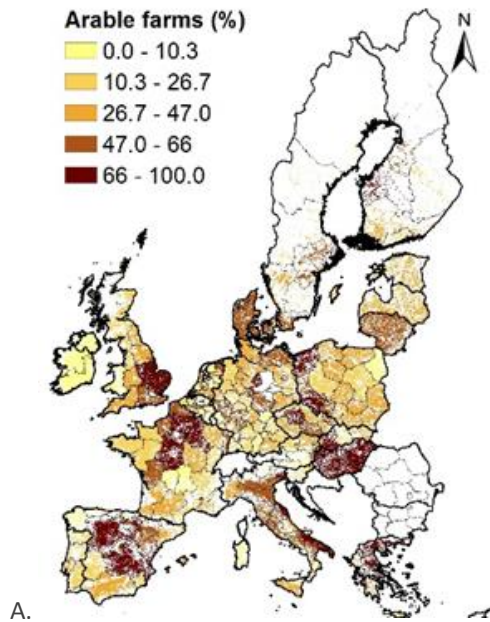 Arable farms (%)
N
0.0 - 10.3
10.3 - 26.7
26.7 - 47.0
47.0 - 66
66 - 100.0
A.